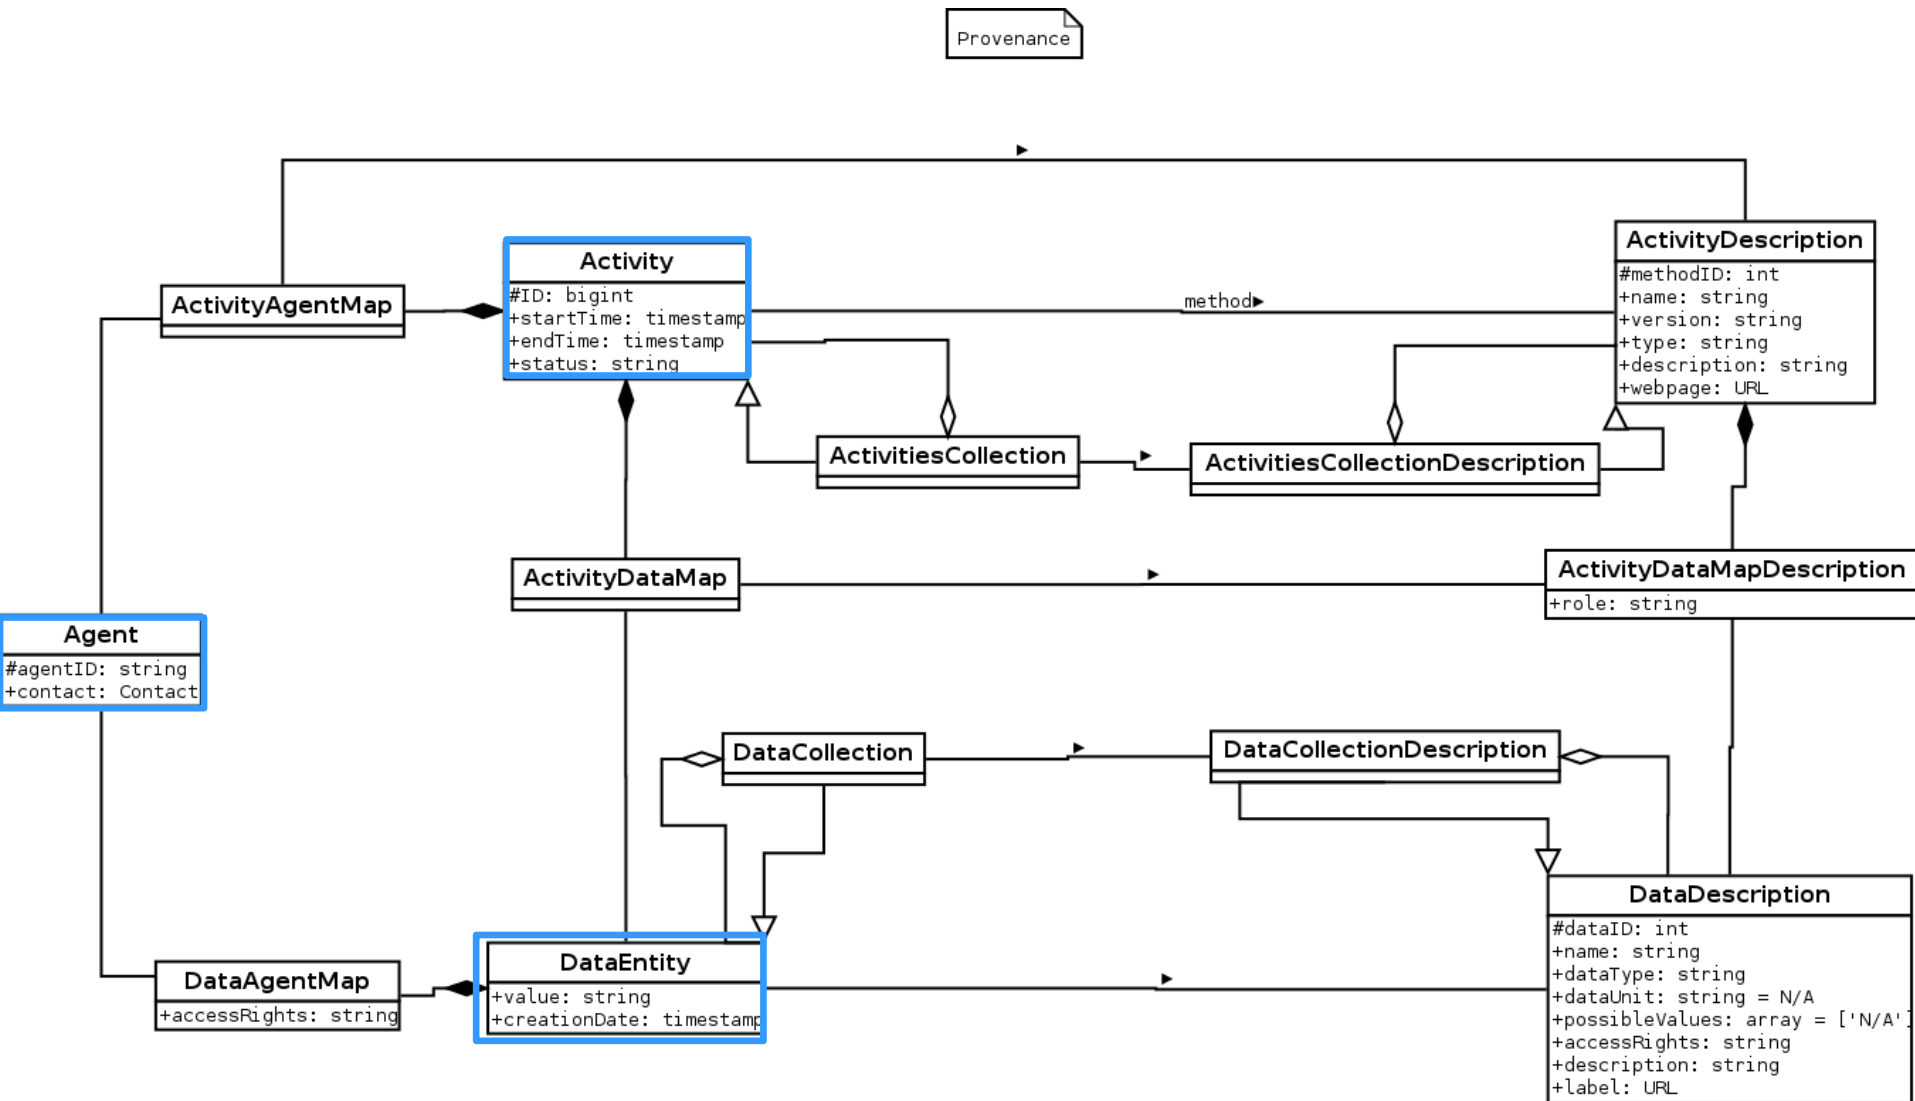 Provenance
ActivityDescription
#methodID: int
+name: string
+version: string
+type: string
+description: string
+webpage: URL
Activity
#ID: bigint
+startTime: timestamp
+endTime: timestamp
+status: string
method
ActivityAgentMap
ActivitiesCollection
ActivitiesCollectionDescription
ActivityDataMap
ActivityDataMapDescription
+role: string
Agent
#agentID: string
+contact: Contact
DataCollection
DataCollectionDescription
DataDescription
#dataID: int
+name: string
+dataType: string
+dataUnit: string = N/A
+possibleValues: array = ['N/A']
+accessRights: string
+description: string
+label: URL
DataEntity
+value: string
+creationDate: timestamp
DataAgentMap
+accessRights: string